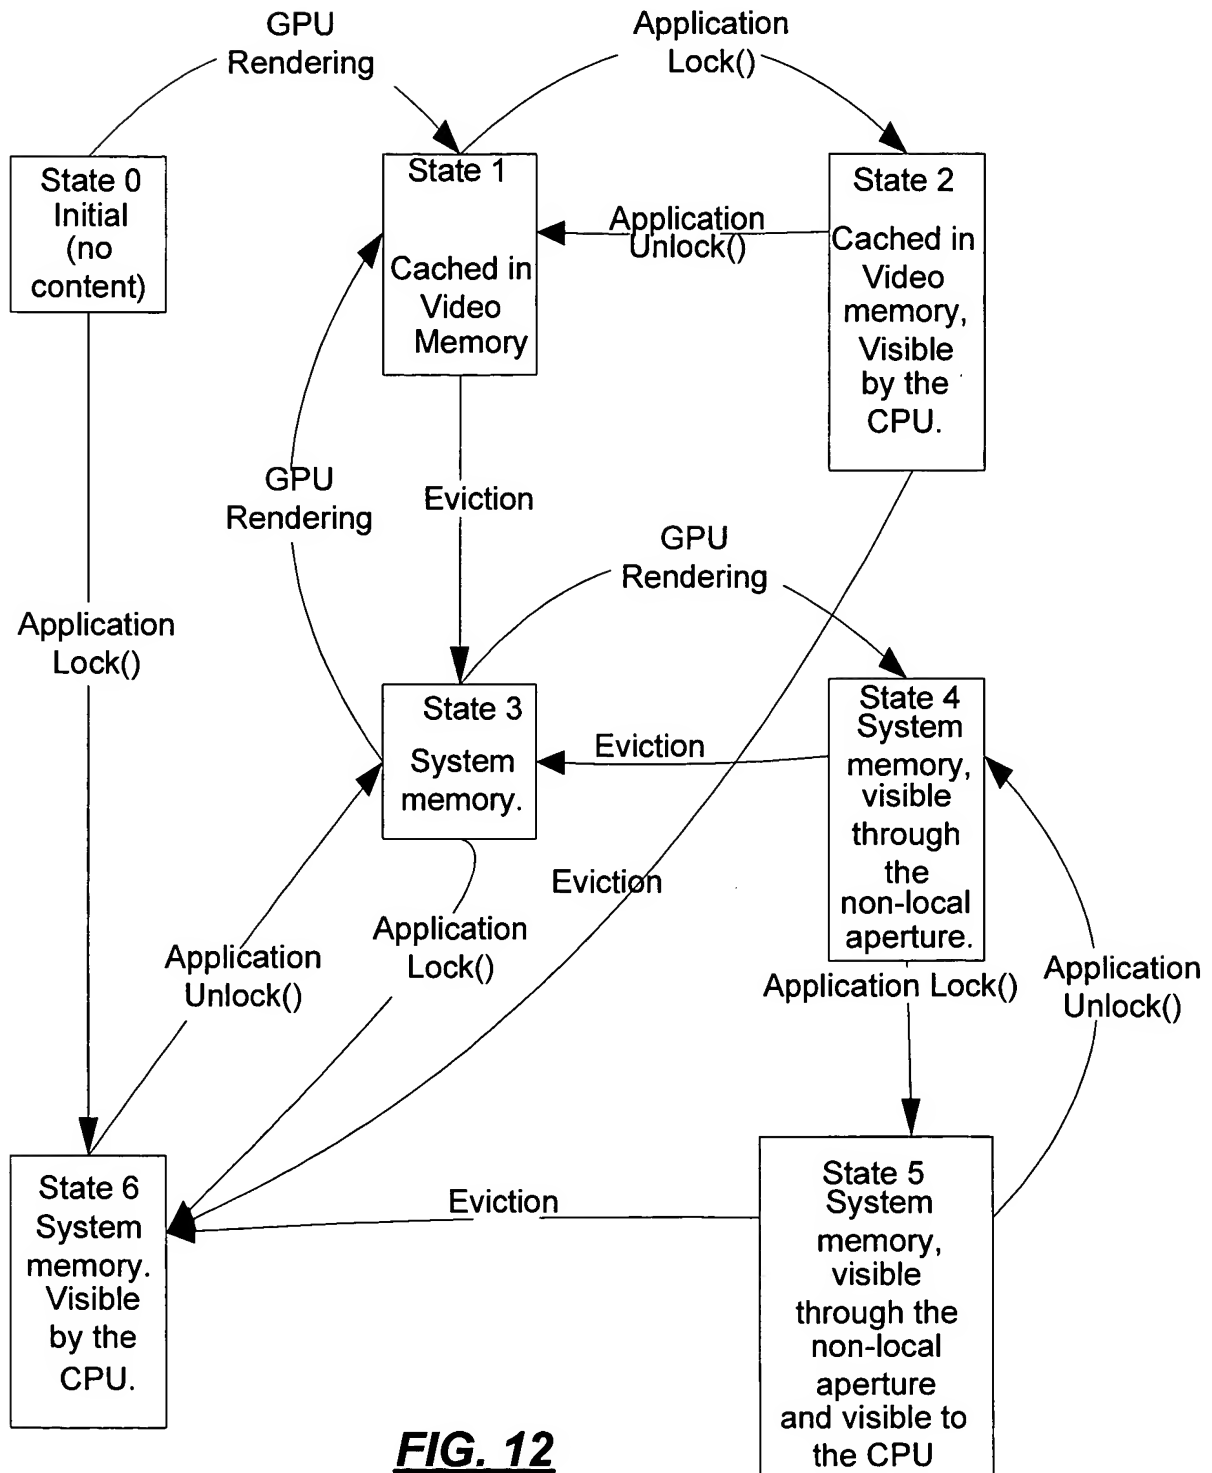 GPU
Rendering
Application
Lock()
State 0
Initial
(no
content)
State 1
Cached in
Video
Memory
Application
Unlock()
State 2
Cached in
Video
memory,
Visible
by the
CPU.
GPU
Rendering
Eviction
GPU
Rendering
Application
Lock()
State 3
System
memory.
Eviction
State 4
System
memory,
visible
through
the
non-local
aperture.
Eviction
Application
Unlock()
Application
Lock()
Application Lock()
Application
Unlock()
State 6
System
memory.
Visible
by the
CPU.
Eviction
State 5
System
memory,
visible
through the
non-local
aperture
and visible to
the CPU
FIG. 12